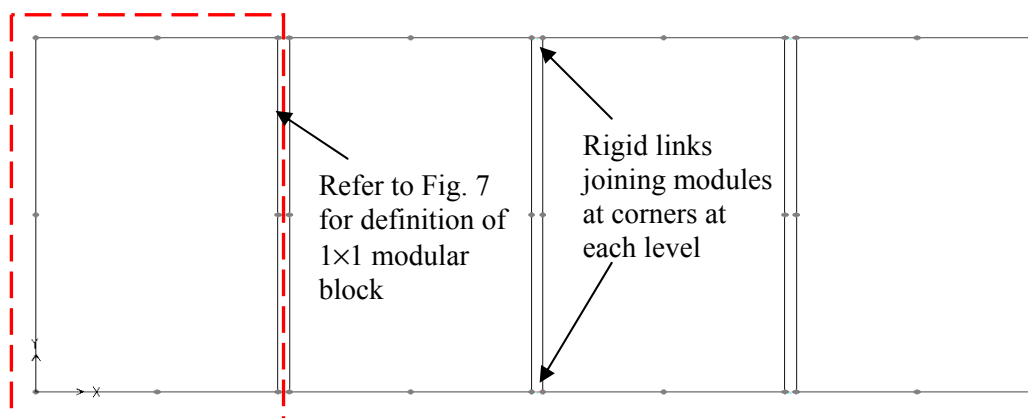 Refer to Fig. 7
for definition of
1×1 modular
block
Rigid links
joining modules
at corners at
each level
Y
X